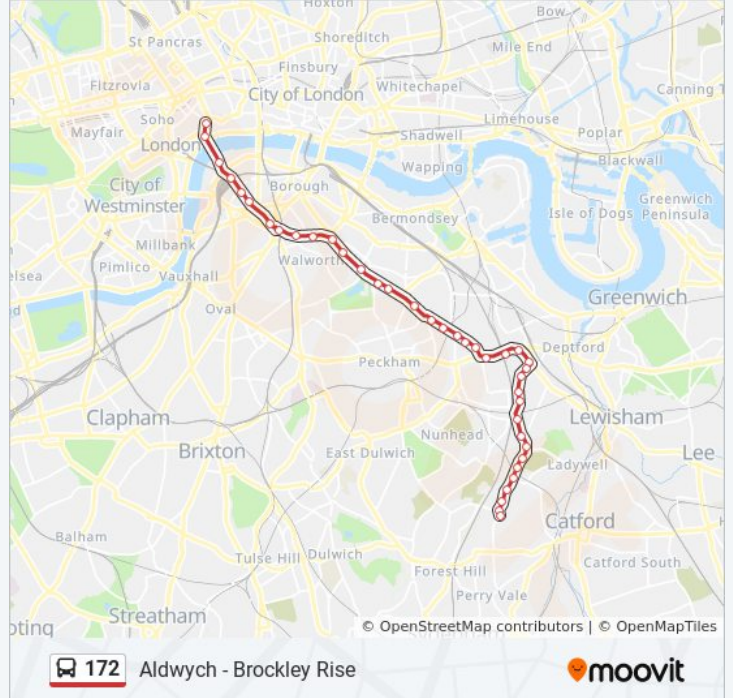 Hoxton
Bow
St Pancras
Shoreditch
Mile End
Finsbury
Fitzrovia
City of London
Whitechapel
Canning T
Soho
Limehouse
Mayfair
London
Shadwell
Poplar
Wapping
Blackwall
City of
Westminster
Borough
Bermondsey
Isle of Dogs
Greenwich
Peninsula
Millbank
Pimlico
Vauxhall
Walworth
elsea
Oval
Greenwich
Deptford
Peckham
Clapham
Lewisham
Nunhead
Brixton
East Dulwich
Lee
Ladywell
Catford
Balham
Tulse Hill
Dulwich
Forest Hill
Catford South
Perry Vale
Streatham
oting
© OpenStreetMap contributors | © OpenMapTiles
172 Aldwych - Brockley Rise
moovit